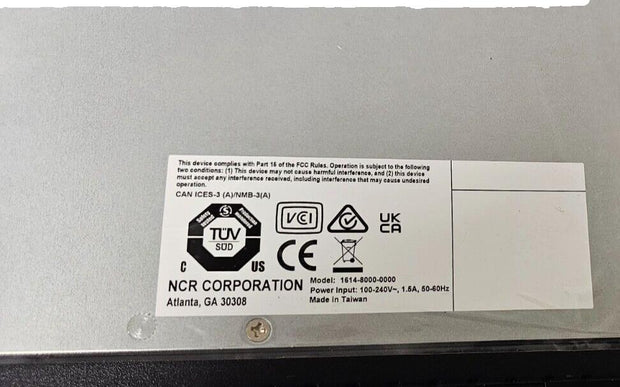 This device complies with Part 15 of the FCC Rules. Operation is subject to the following
two conditions: (1) This device may not cause harmful interference, and (2) this device
must accept any interference received, including interference that may cause undesired
operation.
CAN ICES-3 (A)/NMB-3(A)
TÜV
SÜD
C US
VCI
UK
CA
CE
NCR CORPORATION
Atlanta, GA 30308
Model: 1614-8000-0000
Power Input: 100-240V~, 1.5A, 50-60Hz
Made in Taiwan